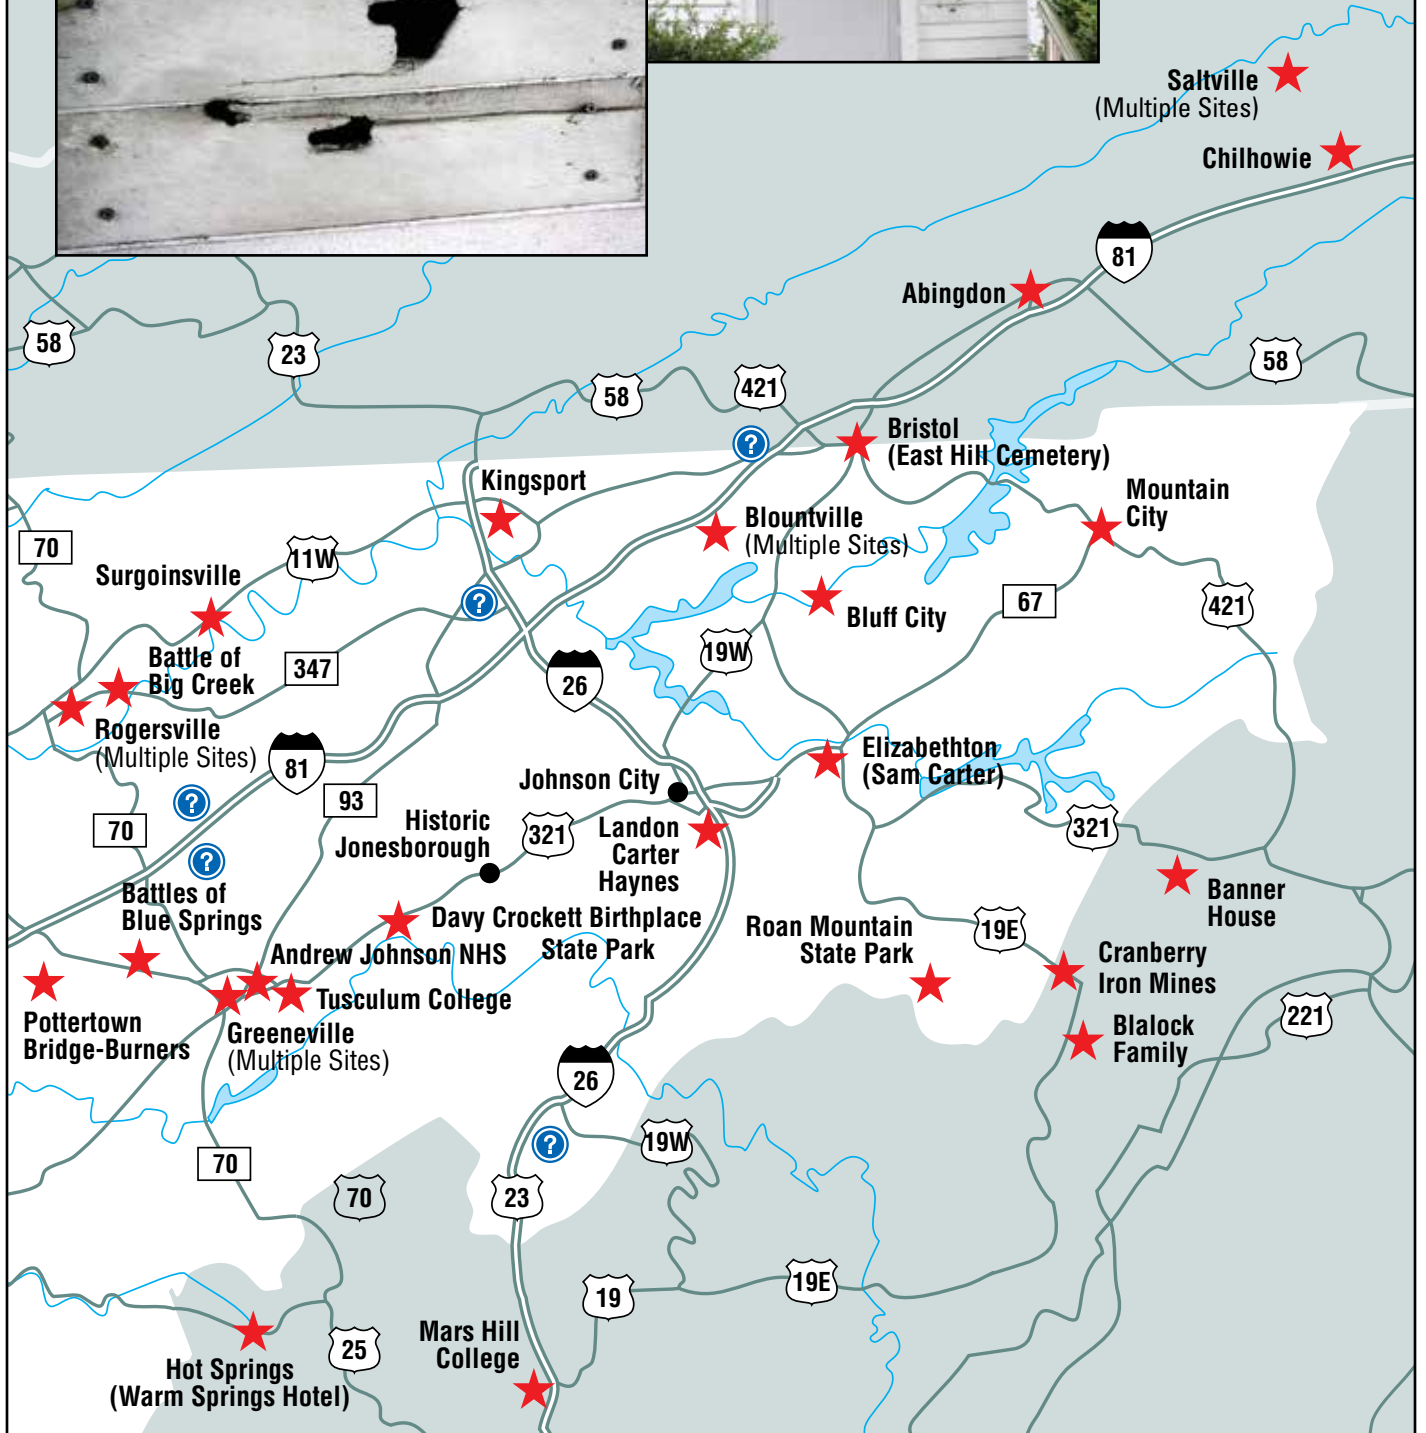 Saltville
(Multiple Sites)
Chilhowie
81
Abingdon
58
23
58
421
58
?
Bristol
(East Hill Cemetery)
Kingsport
Mountain
City
Blountville
(Multiple Sites)
70
11W
Surgoinsville
?
67
421
Bluff City
19W
Battle of
Big Creek
347
26
Rogersville
(Multiple Sites)
81
Elizabethton
(Sam Carter)
Johnson City
?
93
70
Historic
Jonesborough
321
Landon
Carter
Haynes
321
?
Battles of
Blue Springs
Banner
House
Davy Crockett Birthplace
State Park
Roan Mountain
State Park
19E
Andrew Johnson NHS
Cranberry
Iron Mines
Tusculum College
Pottertown
Bridge-Burners
Greeneville
(Multiple Sites)
221
Blalock
Family
26
?
19W
70
70
23
19E
19
Mars Hill
College
25
Hot Springs
(Warm Springs Hotel)